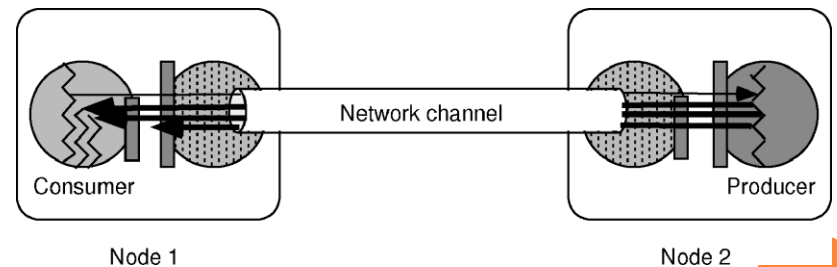 Network channel
Consumer
Producer
Node 1
Node 2